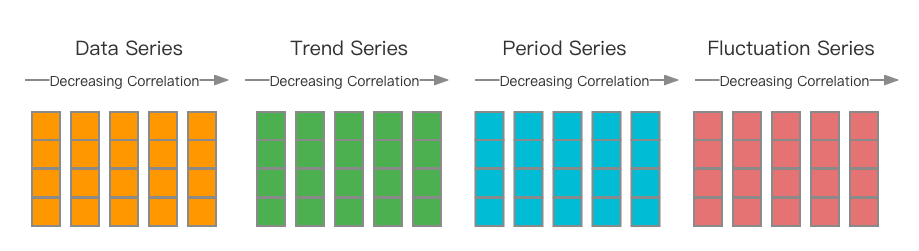 Data Series
Trend Series
Period Series
Fluctuation Series
Decreasing Correlation
Decreasing Correlation
Decreasing Correlation
Decreasing Correlation